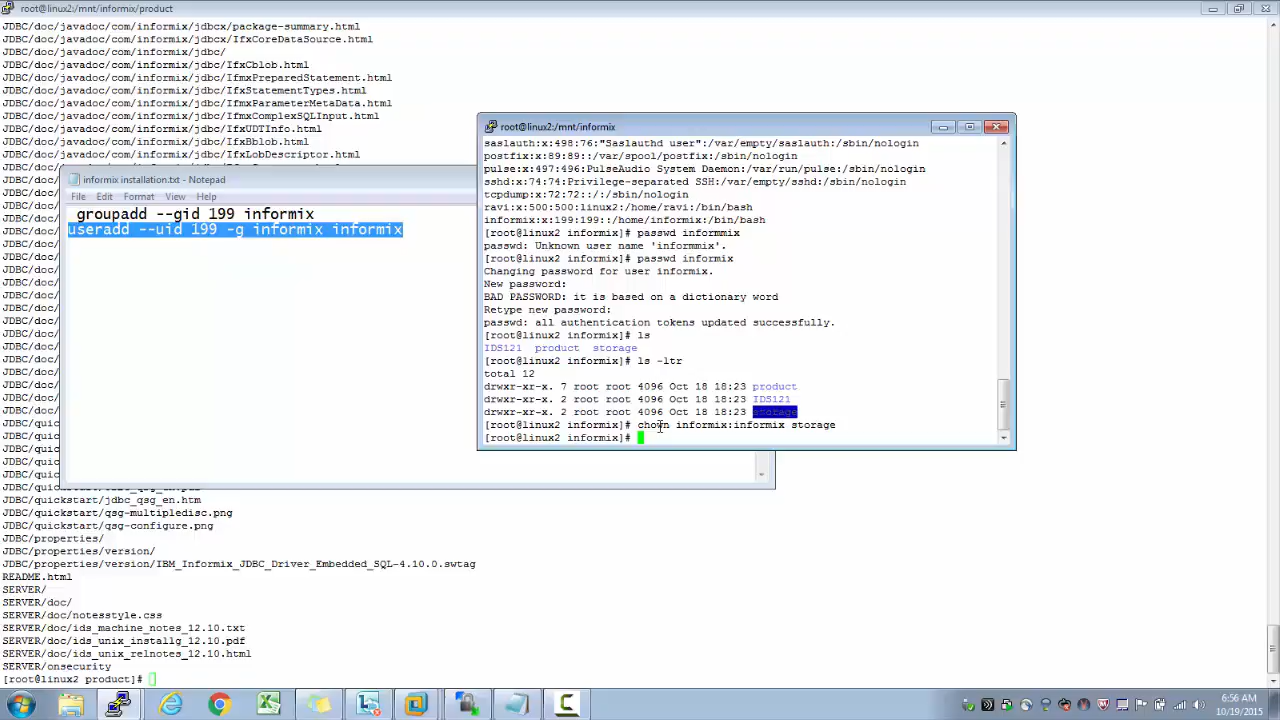 root@linux2:/mnt/informix/product
JDBC/doc/javadoc/com/informix/jdbcx/package-summary.html
JDBC/doc/javadoc/com/informix/jdbcx/IfxCoreDataSource.html
JDBC/doc/javadoc/com/informix/jdbc/
JDBC/doc/javadoc/com/informix/jdbc/IfxCblob.html
JDBC/doc/javadoc/com/informix/jdbc/IfmxPreparedStatement.html
JDBC/doc/javadoc/com/informix/jdbc/IfxStatementTypes.html
JDBC/doc/javadoc/com/informix/jdbc/IfmxParameterMetaData.html
JDBC/doc/javadoc/com/informix/jdbc/IfmxComplexSQLInput.html
JDBC/doc/javadoc/com/informix/jdbc/IfxUDTInfo.html
JDBC/doc/javadoc/com/informix/jdbc/IfxBblob.html
JDBC/doc/javadoc/com/informix/jdbc/IfxLobDescriptor.html
JDBC/quickstart/jdbc_qsg_en.htm
JDBC/quickstart/qsg-multipledisc.png
JDBC/quickstart/qsg-configure.png
JDBC/properties/
JDBC/properties/version/
JDBC/properties/version/IBM_Informix_JDBC_Driver_Embedded_SQL-4.10.0.swtag
README.html
SERVER/
SERVER/doc/
SERVER/doc/notesstyle.css
SERVER/doc/ids_machine_notes_12.10.txt
SERVER/doc/ids_unix_installg_12.10.pdf
SERVER/doc/ids_unix_relnotes_12.10.html
SERVER/onsecurity
[root@linux2 product]#
informix installation.txt - Notepad
File Edit Format View Help
groupadd --gid 199 informix
useradd --uid 199 -g informix informix
root@linux2:/mnt/informix
saslauth:x:498:76:"Saslauthd user":/var/empty/saslauth:/sbin/nologin
postfix:x:89:89::/var/spool/postfix:/sbin/nologin
pulse:x:497:496:PulseAudio System Daemon:/var/run/pulse:/sbin/nologin
sshd:x:74:74:Privilege-separated SSH:/var/empty/sshd:/sbin/nologin
tcpdump:x:72:72::/:/sbin/nologin
ravi:x:500:500:linux2:/home/ravi:/bin/bash
informix:x:199:199::/home/informix:/bin/bash
[root@linux2 informix]# passwd informmix
passwd: Unknown user name 'informmix'.
[root@linux2 informix]# passwd informix
Changing password for user informix.
New password:
BAD PASSWORD: it is based on a dictionary word
Retype new password:
passwd: all authentication tokens updated successfully.
[root@linux2 informix]# ls
IDS121 product storage
[root@linux2 informix]# ls -ltr
total 12
drwxr-xr-x. 7 root root 4096 Oct 18 18:23 product
drwxr-xr-x. 2 root root 4096 Oct 18 18:23 IDS121
drwxr-xr-x. 2 root root 4096 Oct 18 18:23 storage
[root@linux2 informix]# chown informix:informix storage
[root@linux2 informix]#
6:56 AM
10/19/2015